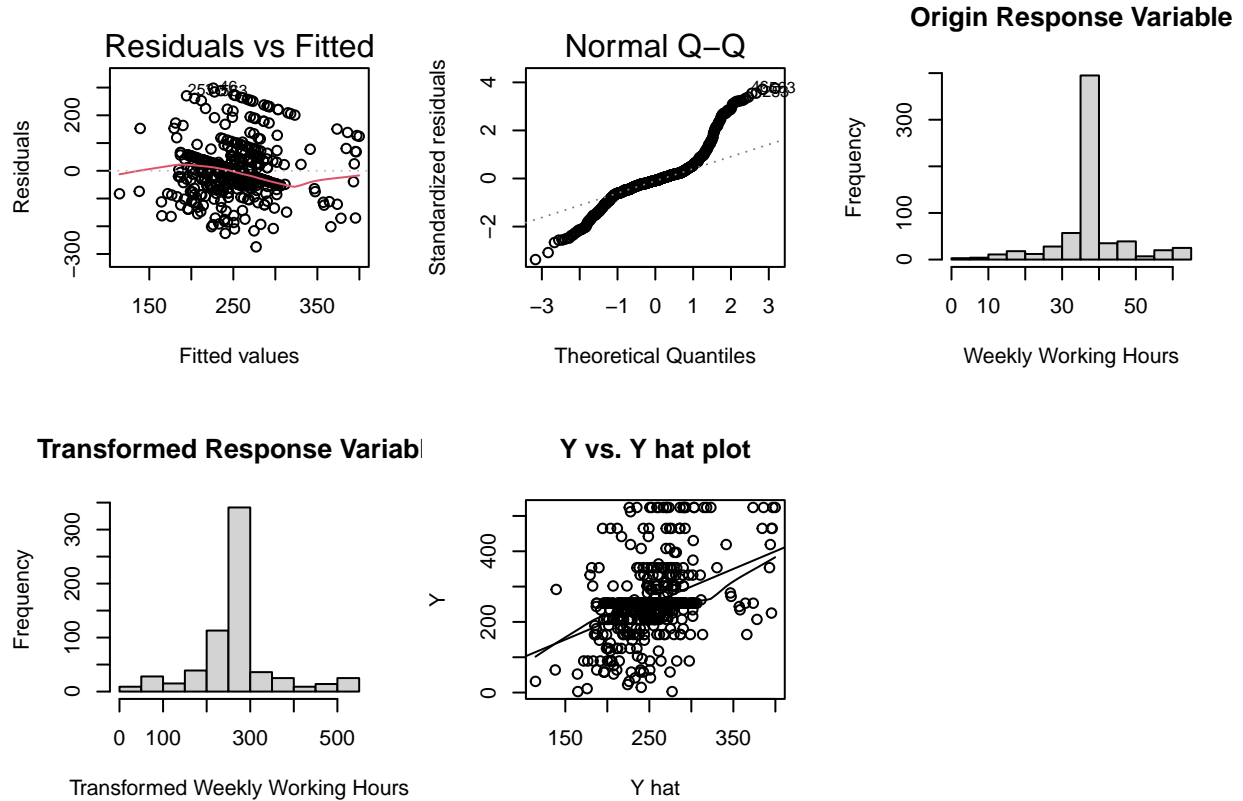 Residuals vs Fitted
Residuals
200
0
−300
150
250
350
Fitted values
Normal Q−Q
Standardized residuals
4
2
0
−2
−3
−1
0
1
2
3
Theoretical Quantiles
Origin Response Variable
Frequency
300
100
0
0
10
30
50
Weekly Working Hours
Transformed Response Variabl
Frequency
300
100
0
0
100
300
500
Transformed Weekly Working Hours
Y vs. Y hat plot
Y
400
200
0
150
250
350
Y hat